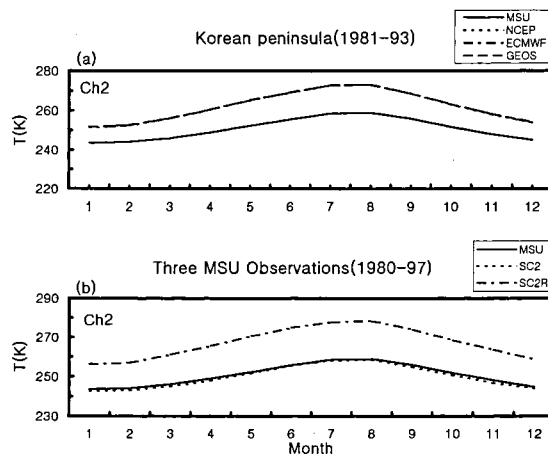 Korean peninsula(1981-93)
MSU
NCEP
ECMWF
GEOS
(a)
280
Ch2
260
240
220
T(K)
1 2 3 4 5 6 7 8 9 10 11 12
Three MSU Observations(1980-97)
MSU
SC2
SC2R
(b)
290
Ch2
270
250
230
T(K)
1 2 3 4 5 6 7 8 9 10 11 12
Month